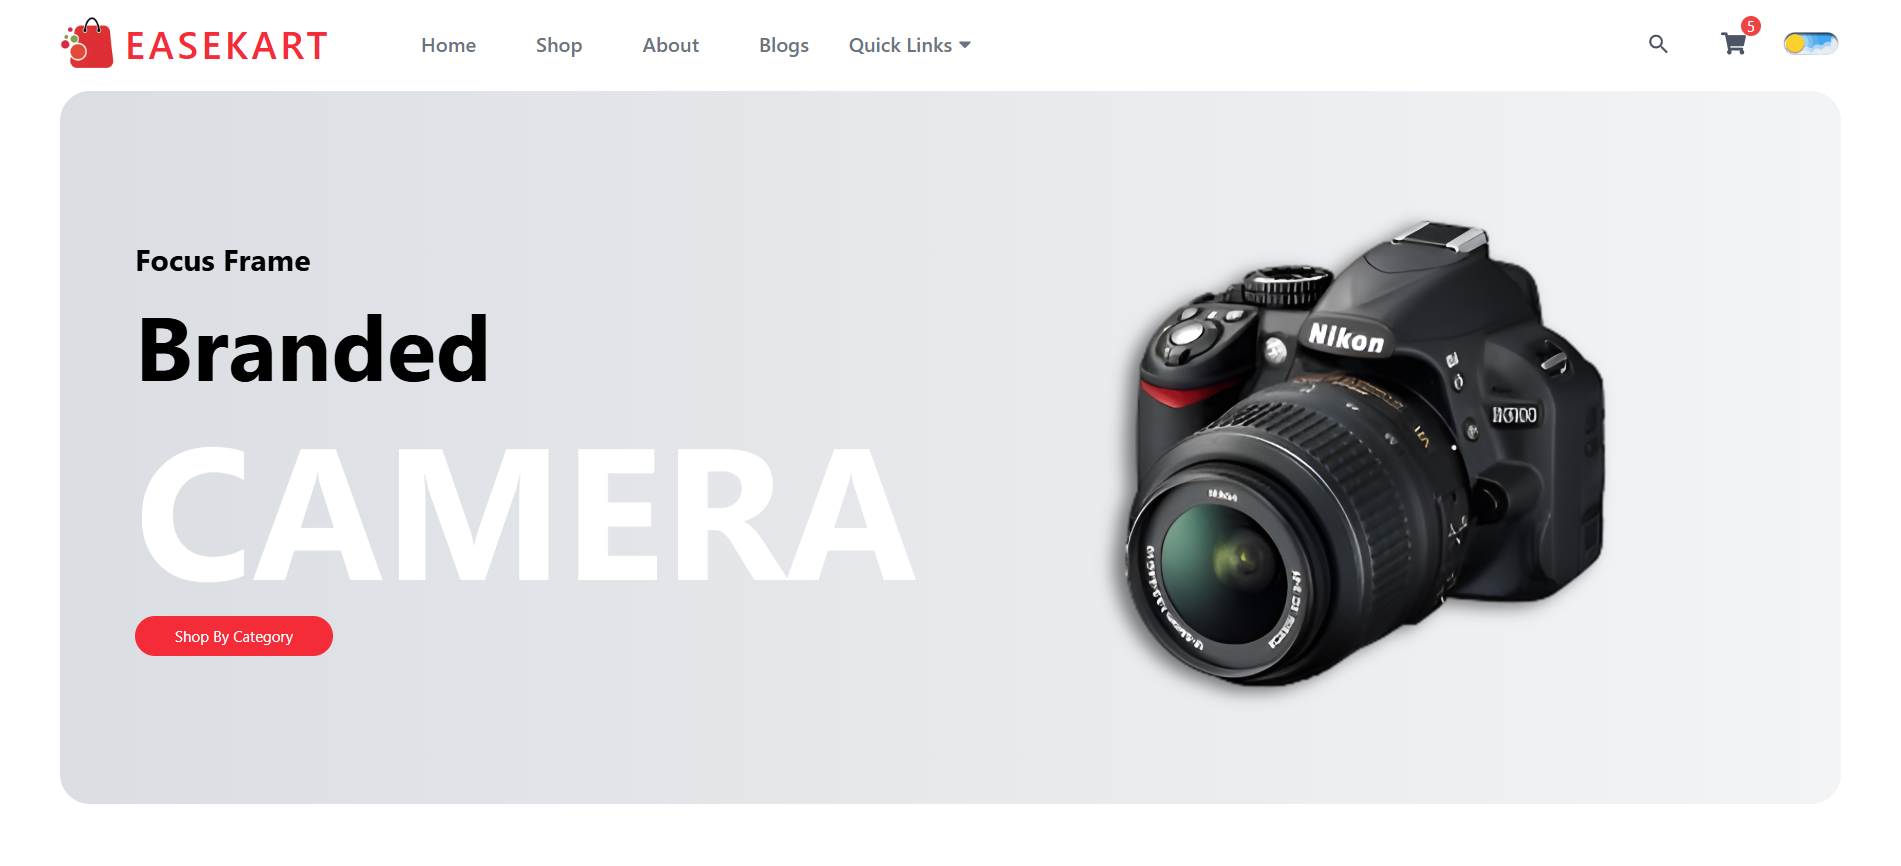 EASEKART
Home Shop About Blogs Quick Links
5
Focus Frame
Branded
CAMERA
Shop By Category
Nikon
D3100